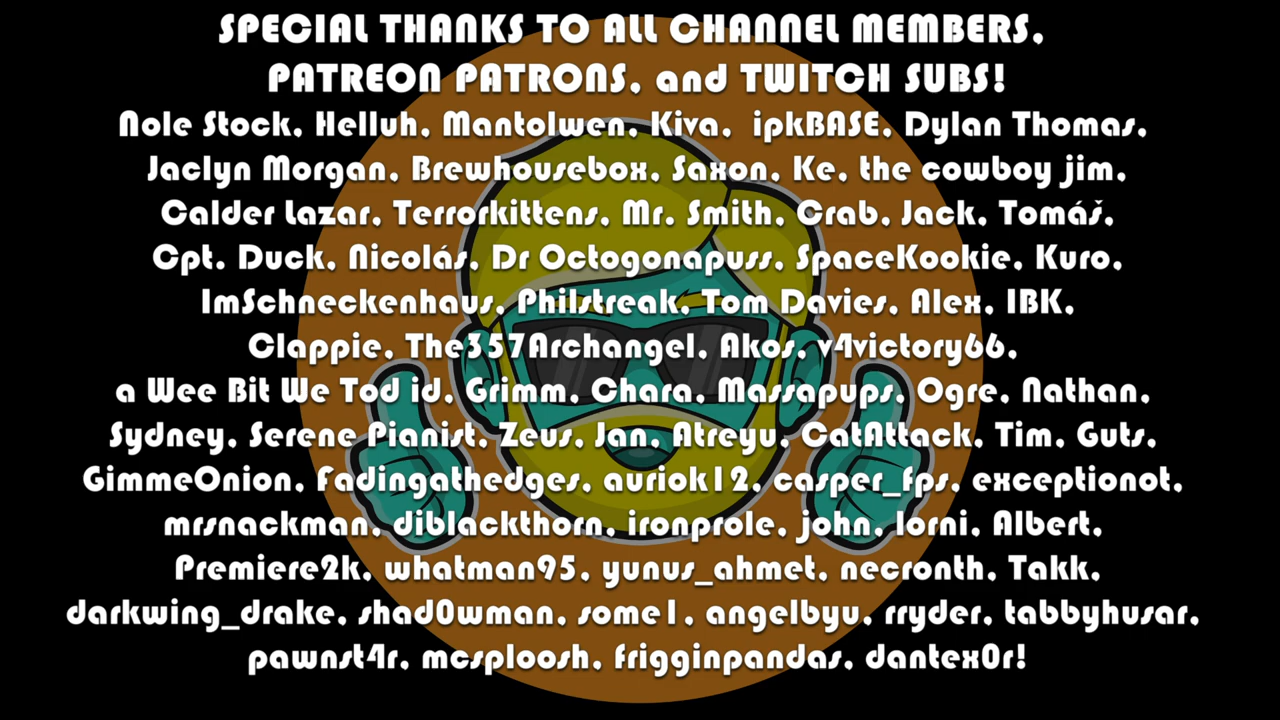 SPECIAL THANKS TO ALL CHANNEL MEMBERS,
PATREON PATRONS, and TWITCH SUBS!
Nole Stock, Helluh, Mantolwen, Kiva, ipkBASE, Dylan Thomas,
Jaclyn Morgan, Brewhousebox, Saxon, Ke, the cowboy jim,
Calder Lazar, Terrorkittens, Mr. Smith, Crab, Jack, Tomáš,
Cpt. Duck, Nicolás, Dr Octogonapuss, SpaceKookie, Kuro,
ImSchneckenhaus, Philstreak, Tom Davies, Alex, IBK,
Clappie, The357Archangel, Akos, v4victory66,
a Wee Bit We Tod id, Grimm, Chara, Massapups, Ogre, Nathan,
Sydney, Serene Pianist, Zeus, Jan, Atreyu, CatAttack, Tim, Guts,
GimmeOnion, Fadingathedges, auriok12, casper_fps, exceptionot,
mrsnackman, diblackthorn, ironprole, john, lorni, Albert,
Premiere2k, whatman95, yunus_ahmet, necronth, Takk,
darkwing_drake, shad0wman, some1, angelbyu, rryder, tabbyhusar,
pawnst4r, mcsploosh, frigginpandas, dantex0r!